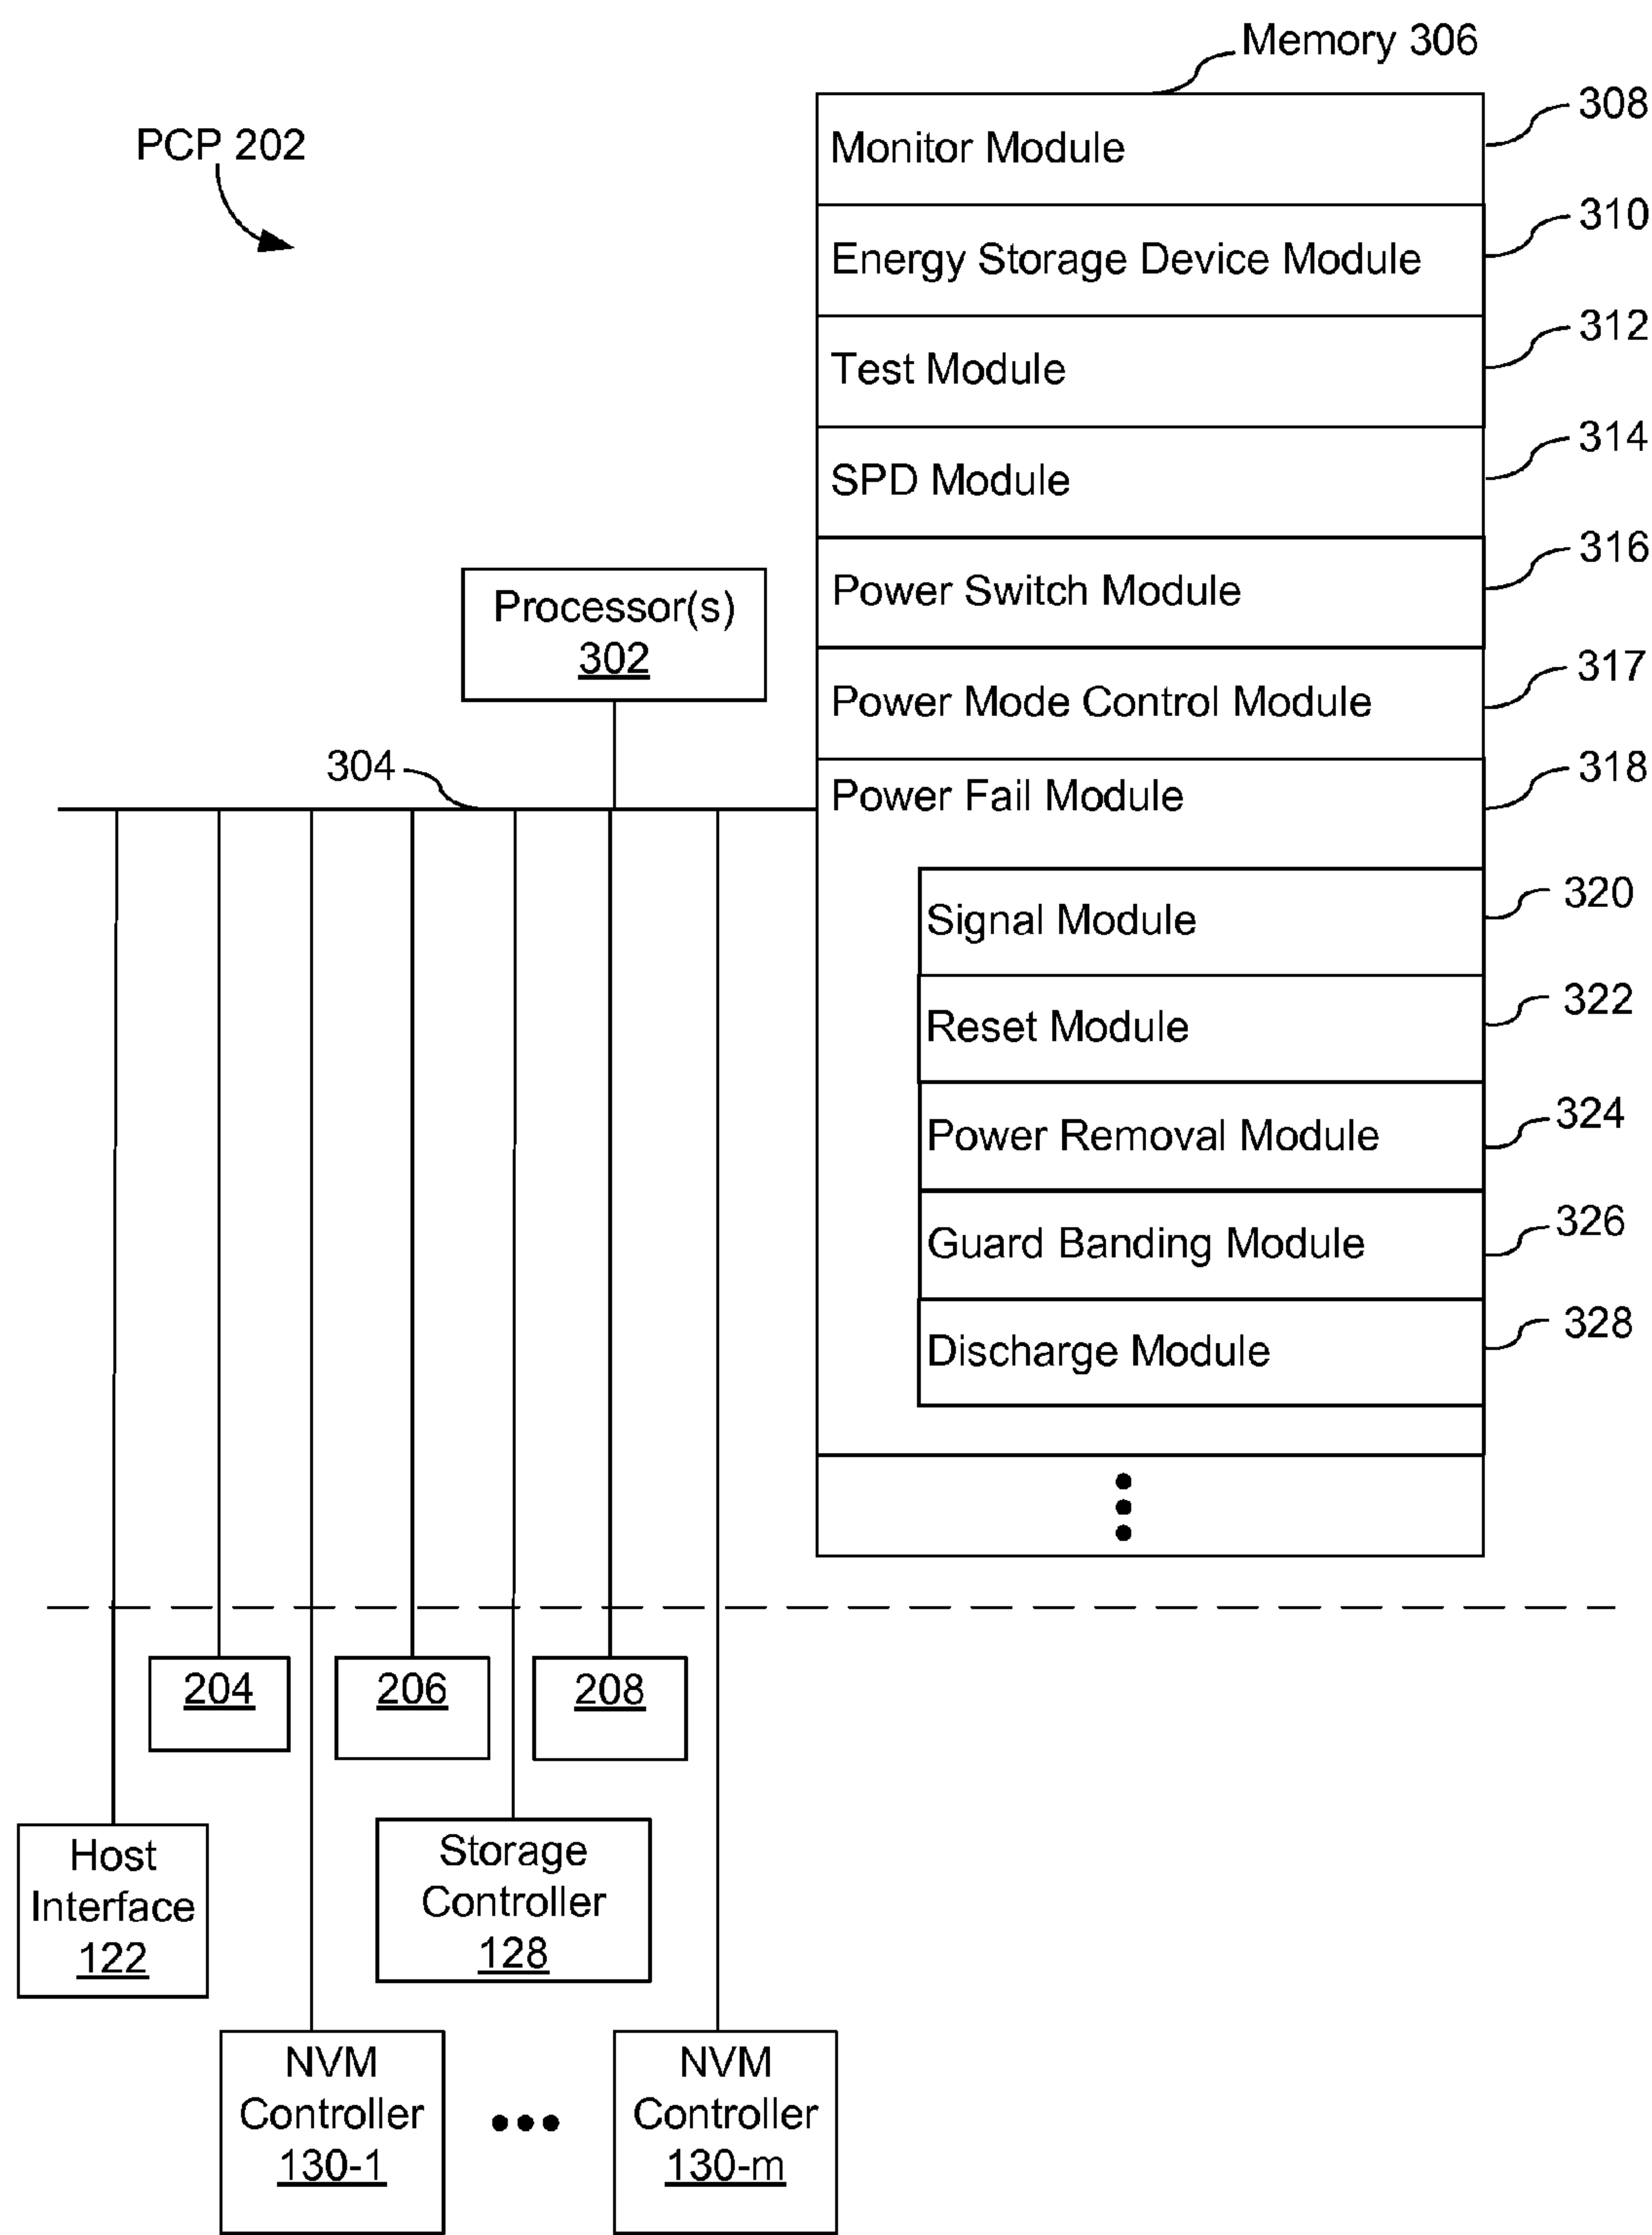 Memory 306
PCP 202
Monitor Module
308
Energy Storage Device Module
310
Test Module
312
SPD Module
314
Power Switch Module
316
Processor(s)
302
Power Mode Control Module
317
304
Power Fail Module
318
Signal Module
320
Reset Module
322
Power Removal Module
324
Guard Banding Module
326
Discharge Module
328
204
206
208
Host
Interface
122
Storage
Controller
128
NVM
Controller
130-1
NVM
Controller
130-m